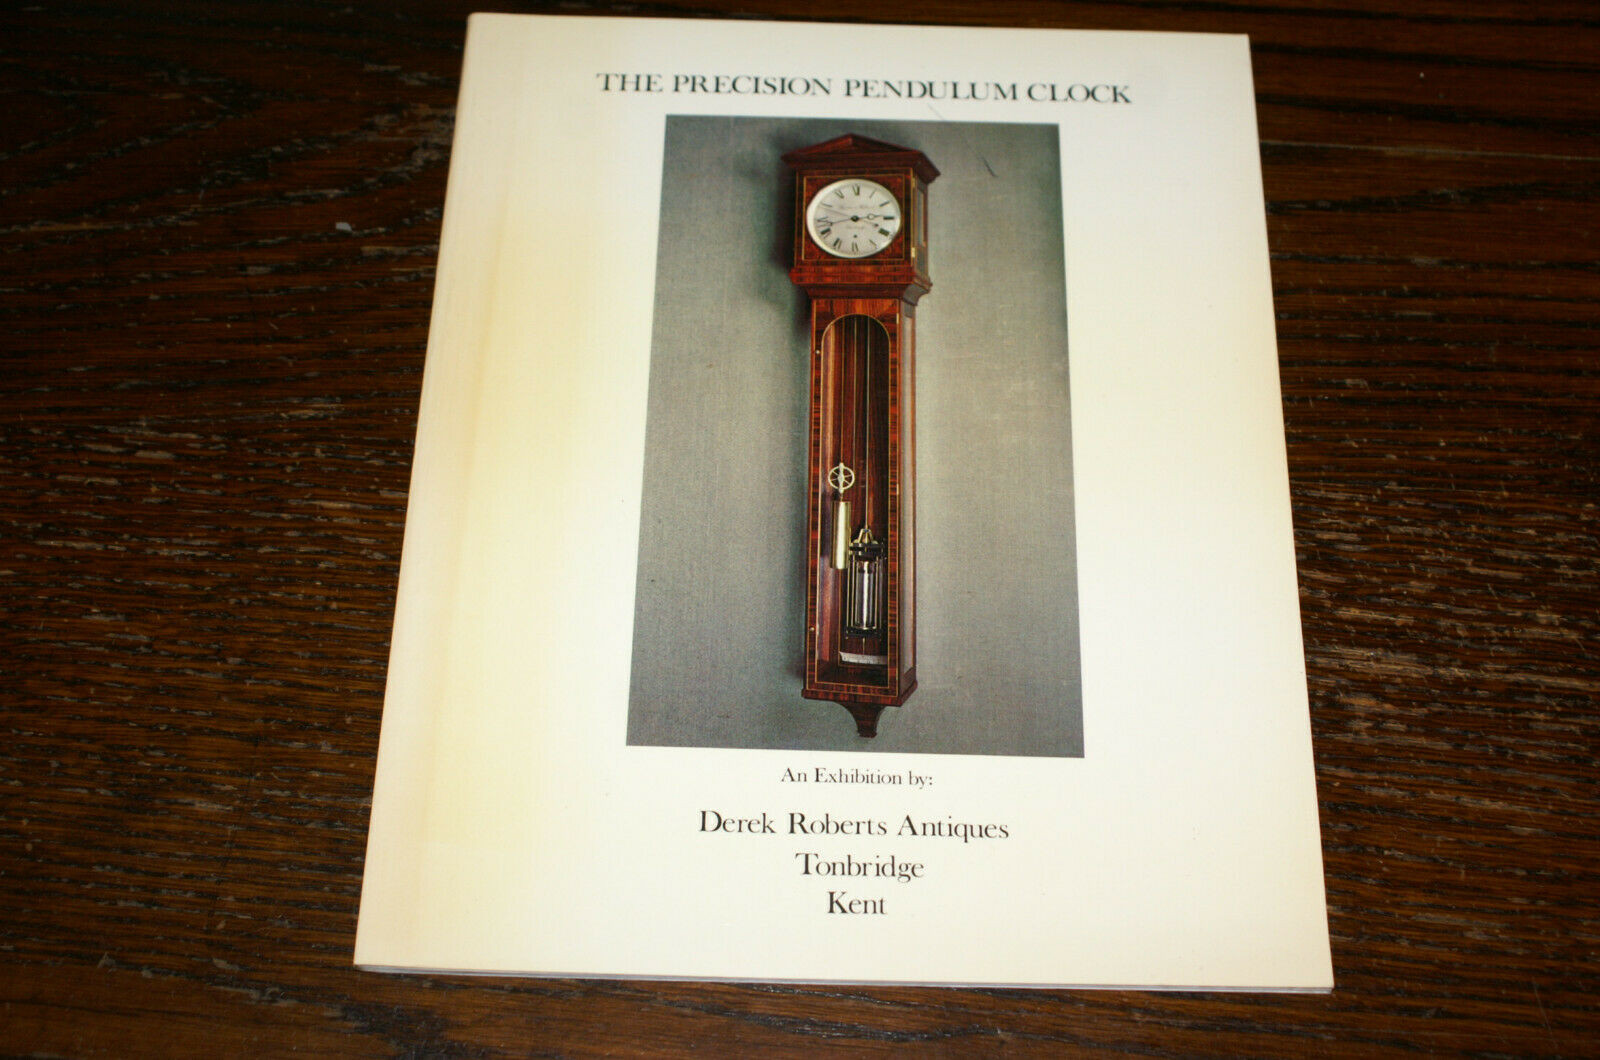 THE PRECISION PENDULUM CLOCK
An Exhibition by:
Derek Roberts Antiques
Tonbridge
Kent